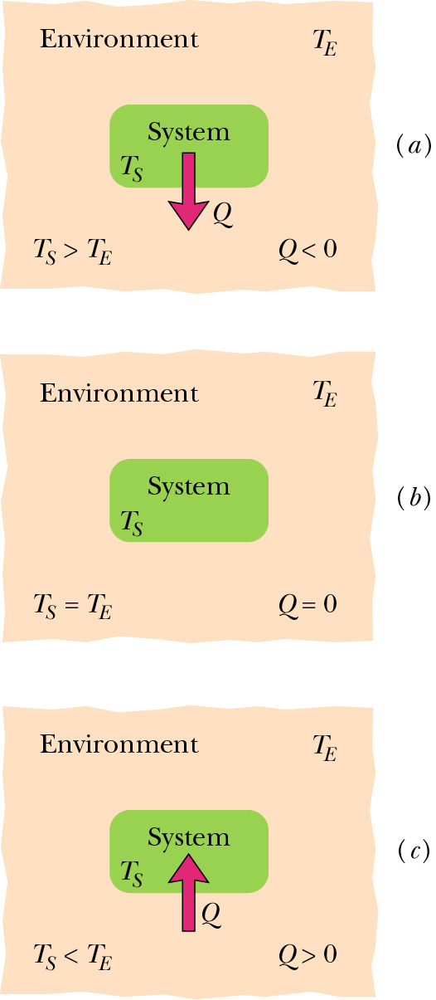 Environment T_E
System
T_S
Q
T_S > T_E Q < 0
(a)
Environment T_E
System
T_S
T_S = T_E Q = 0
(b)
Environment T_E
System
T_S
Q
T_S < T_E Q > 0
(c)